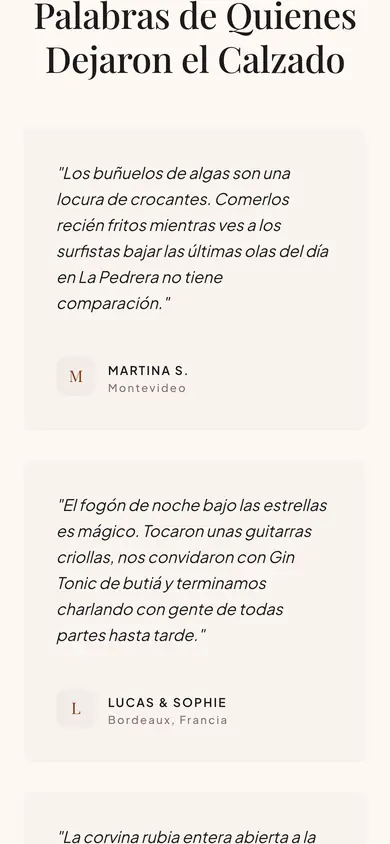 Palabras de Quienes
Dejaron el Calzado
"Los buñuelos de algas son una
locura de crocantes. Comerlos
recién fritos mientras ves a los
surfistas bajar las últimas olas del día
en La Pedrera no tiene
comparación."
M
MARTINA S.
Montevideo
"El fogón de noche bajo las estrellas
es mágico. Tocaron unas guitarras
criollas, nos convidaron con Gin
Tonic de butiá y terminamos
charlando con gente de todas
partes hasta tarde."
L
LUCAS & SOPHIE
Bordeaux, Francia
"La corvina rubia entera abierta a la